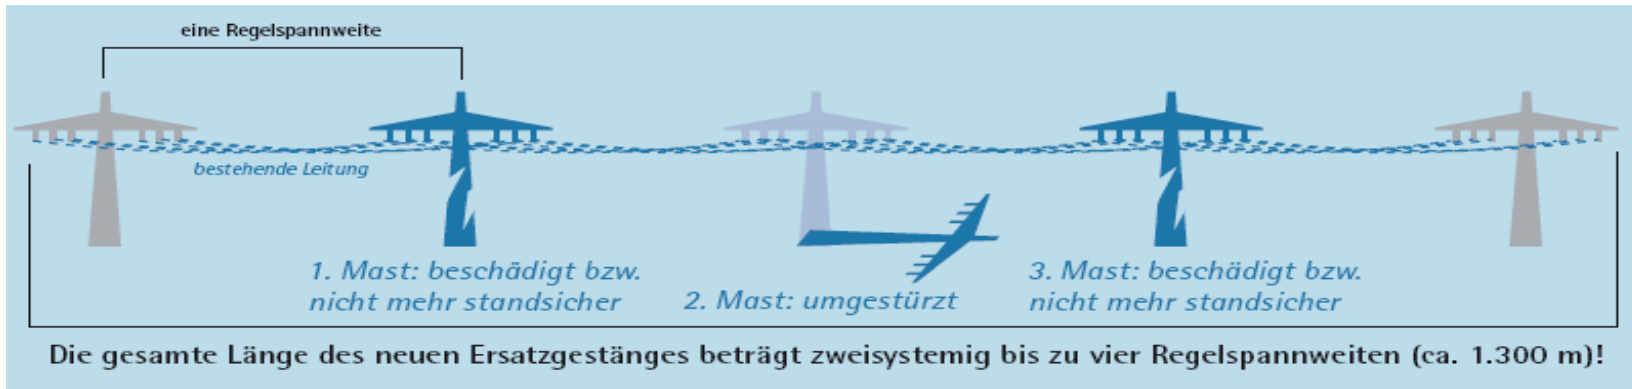 eine Regelspannweite
bestehende Leitung
1. Mast: beschädigt bzw.
nicht mehr standsicher
2. Mast: umgestürzt
3. Mast: beschädigt bzw.
nicht mehr standsicher
Die gesamte Länge des neuen Ersatzgestänges beträgt zweisystemig bis zu vier Regelspannweiten (ca. 1.300 m)!